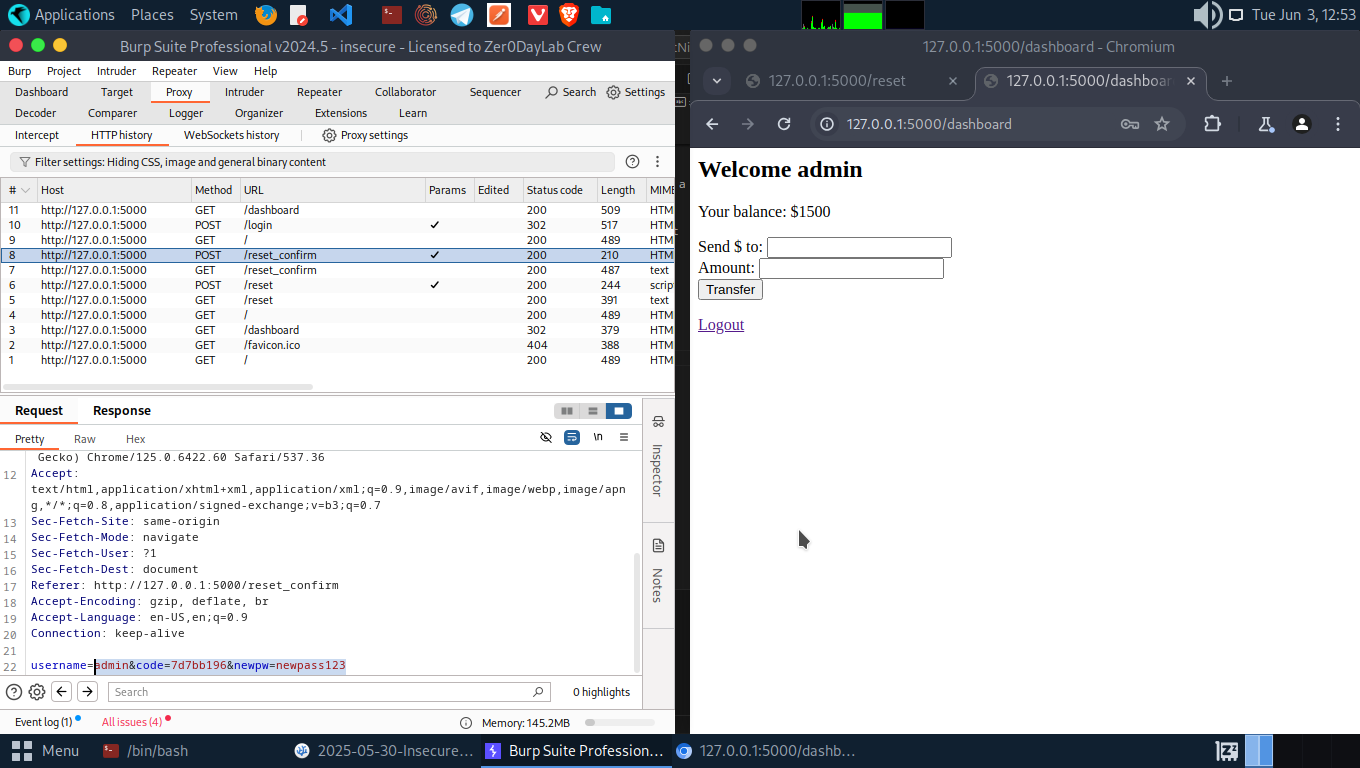 Applications Places System
Tue Jun 3, 12:53
Burp Suite Professional v2024.5 - insecure - Licensed to Zer0DayLab Crew
Burp Project Intruder Repeater View Help
Dashboard Target Proxy Intruder Repeater Collaborator Sequencer Search Settings
Decoder Comparer Logger Organizer Extensions Learn
Intercept HTTP history WebSockets history Proxy settings
Filter settings: Hiding CSS, image and general binary content
# Host Method URL Params Edited Status code Length MIME
11 http://127.0.0.1:5000 GET /dashboard 200 509 HTM
10 http://127.0.0.1:5000 POST /login ✓ 302 517 HTM
9 http://127.0.0.1:5000 GET / 200 489 HTM
8 http://127.0.0.1:5000 POST /reset_confirm ✓ 200 210 HTM
7 http://127.0.0.1:5000 GET /reset_confirm 200 487 text
6 http://127.0.0.1:5000 POST /reset ✓ 200 244 scrip
5 http://127.0.0.1:5000 GET /reset 200 391 text
4 http://127.0.0.1:5000 GET / 200 489 HTM
3 http://127.0.0.1:5000 GET /dashboard 302 379 HTM
2 http://127.0.0.1:5000 GET /favicon.ico 404 388 HTM
1 http://127.0.0.1:5000 GET / 200 489 HTM
Request Response
Pretty Raw Hex
\n
Gecko) Chrome/125.0.6422.60 Safari/537.36
12 Accept:
text/html,application/xhtml+xml,application/xml;q=0.9,image/avif,image/webp,image/apn
g,*/*;q=0.8,application/signed-exchange;v=b3;q=0.7
13 Sec-Fetch-Site: same-origin
14 Sec-Fetch-Mode: navigate
15 Sec-Fetch-User: ?1
16 Sec-Fetch-Dest: document
17 Referer: http://127.0.0.1:5000/reset_confirm
18 Accept-Encoding: gzip, deflate, br
19 Accept-Language: en-US,en;q=0.9
20 Connection: keep-alive
21
22 username=admin&code=7d7bb196&newpw=newpass123
Inspector
Notes
Search
0 highlights
Event log (1) All issues (4)
Memory: 145.2MB
127.0.0.1:5000/dashboard - Chromium
127.0.0.1:5000/reset
127.0.0.1:5000/dashboar
127.0.0.1:5000/dashboard
Welcome admin
Your balance: $1500
Send $ to:
Amount:
Transfer
Logout
Menu /bin/bash 2025-05-30-Insecure... Burp Suite Profession... 127.0.0.1:5000/dashb...